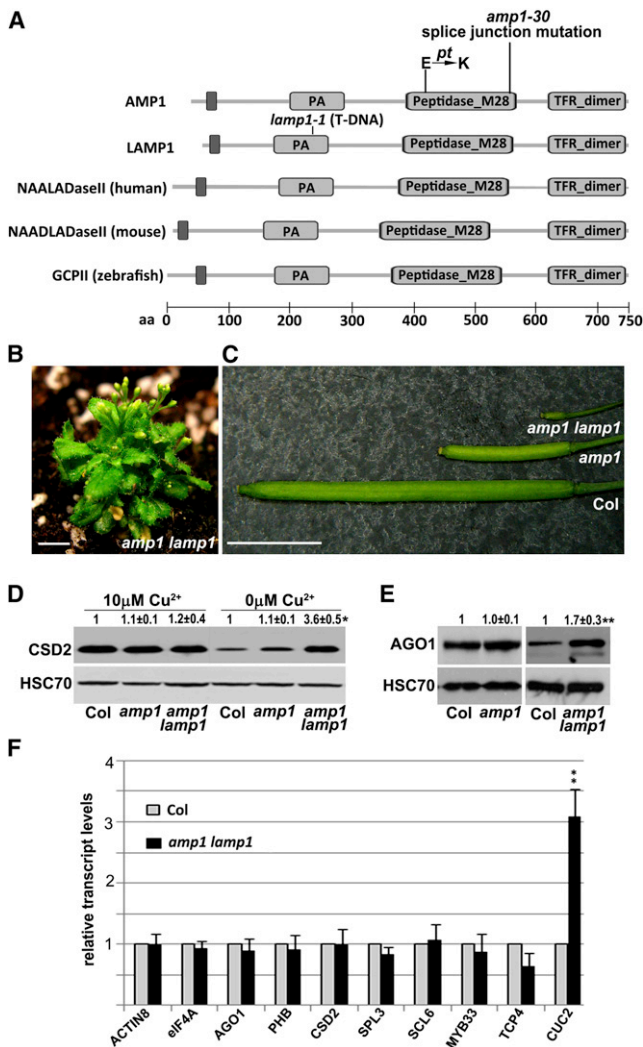 A
amp1-30
splice junction mutation
pt
E K
AMP1
PA
Peptidase_M28
TFR_dimer
lamp1-1 (T-DNA)
LAMP1
PA
Peptidase_M28
TFR_dimer
NAALADaseII (human)
PA
Peptidase_M28
TFR_dimer
NAADLADaseII (mouse)
PA
Peptidase_M28
TFR_dimer
GCPII (zebrafish)
PA
Peptidase_M28
TFR_dimer
aa 0 100 200 300 400 500 600 700 750
B
amp1 lamp1
C
amp1 lamp1
amp1
Col
D
10μM Cu²⁺ 0μM Cu²⁺
1 1.1±0.1 1.2±0.4 1 1.1±0.1 3.6±0.5*
CSD2
HSC70
Col amp1 amp1 lamp1 Col amp1 amp1 lamp1
E
1 1.0±0.1 1 1.7±0.3**
AGO1
HSC70
Col amp1 Col amp1 lamp1
F
relative transcript levels
4
3
2
1
Col
amp1 lamp1
**
ACTIN8 eIF4A AGO1 PHB CSD2 SPL3 SCL6 MYB33 TCP4 CUC2